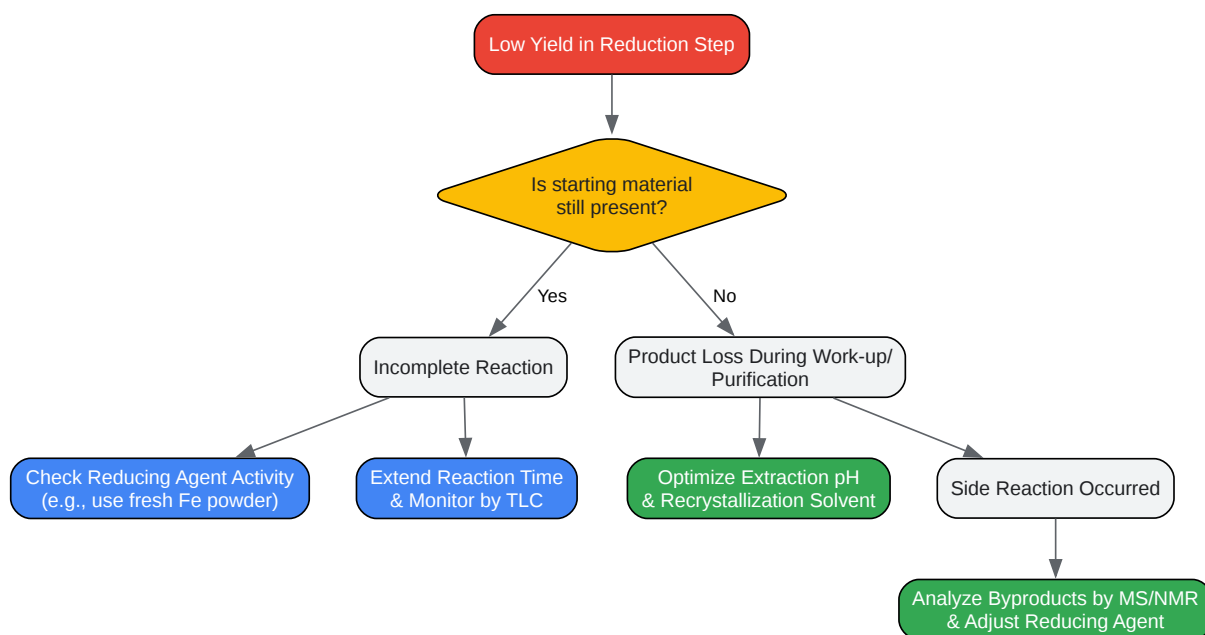 Low Yield in Reduction Step
Is starting material
still present?
Yes
No
Incomplete Reaction
Product Loss During Work-up/
Purification
Check Reducing Agent Activity
(e.g., use fresh Fe powder)
Extend Reaction Time
& Monitor by TLC
Optimize Extraction pH
& Recrystallization Solvent
Side Reaction Occurred
Analyze Byproducts by MS/NMR
& Adjust Reducing Agent